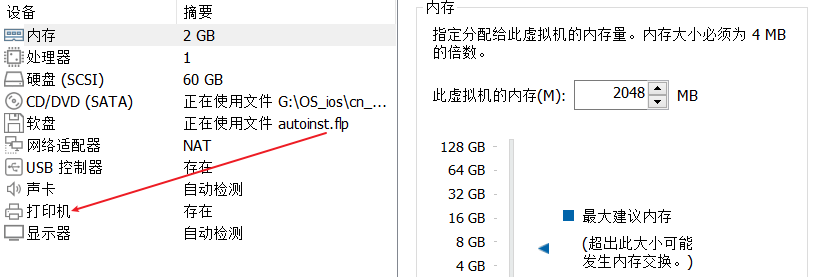 设备 摘要
内存 2 GB
处理器 1
硬盘 (SCSI) 60 GB
CD/DVD (SATA) 正在使用文件 G:\OS_ios\cn_...
软盘 正在使用文件 autoinst.flp
网络适配器 NAT
USB 控制器 存在
声卡 自动检测
打印机 存在
显示器 自动检测
内存
指定分配给此虚拟机的内存量。内存大小必须为 4 MB
的倍数。
此虚拟机的内存(M): 2048 MB
128 GB
64 GB
32 GB
16 GB
8 GB
4 GB
最大建议内存
(超出此大小可能
发生内存交换。)